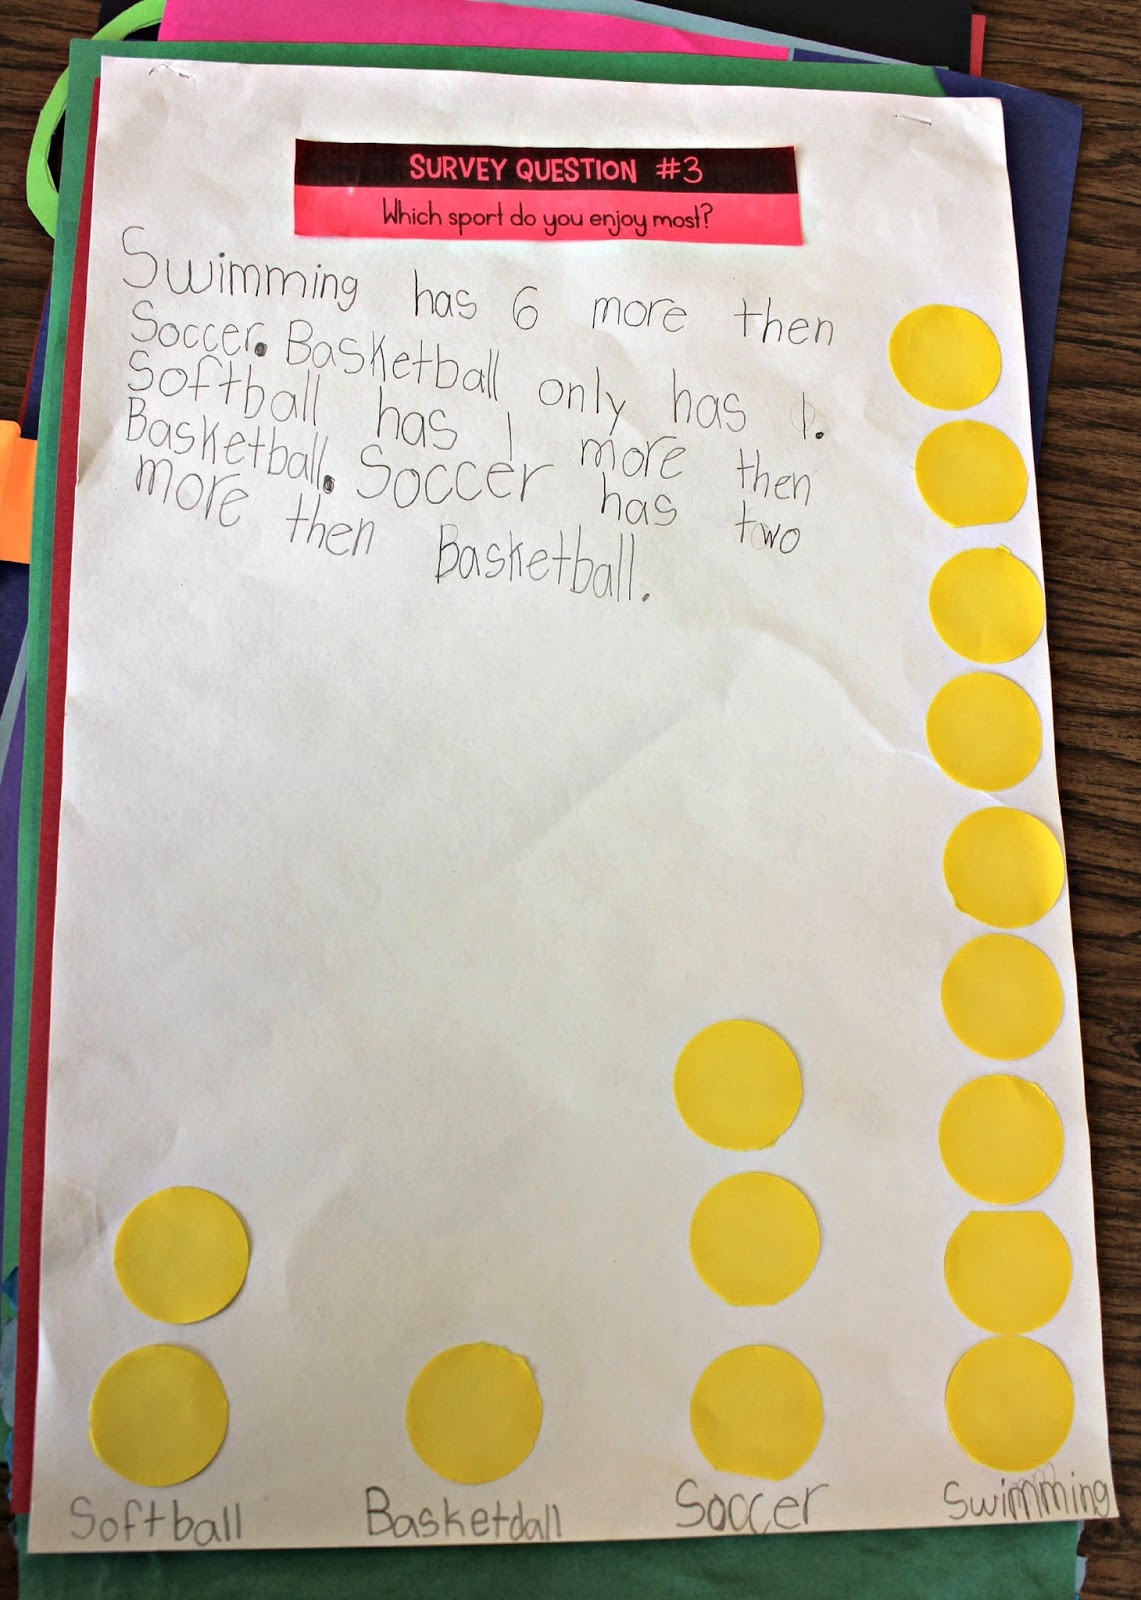 SURVEY QUESTION #3
Which sport do you enjoy most?
Swimming has 6 more then
Soccer. Basketball only has 1.
Softball has 1 more then
Basketball. Soccer has two
more then Basketball.
Softball Basketdall Soccer Swimming